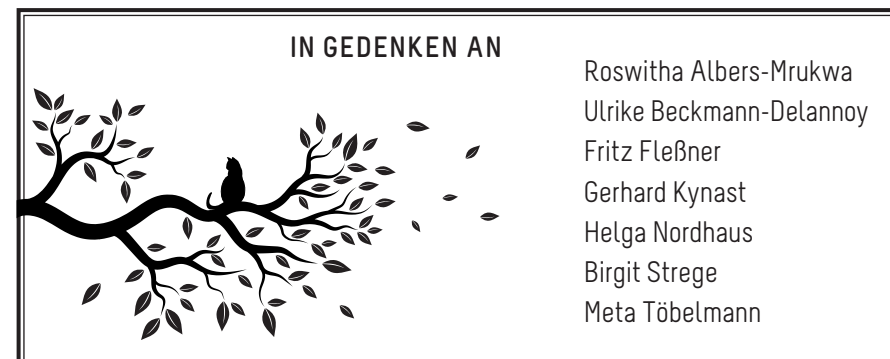 IN GEDENKEN AN
Roswitha Albers-Mrukwa
Ulrike Beckmann-Delannoy
Fritz Fleßner
Gerhard Kynast
Helga Nordhaus
Birgit Strege
Meta Töbelmann